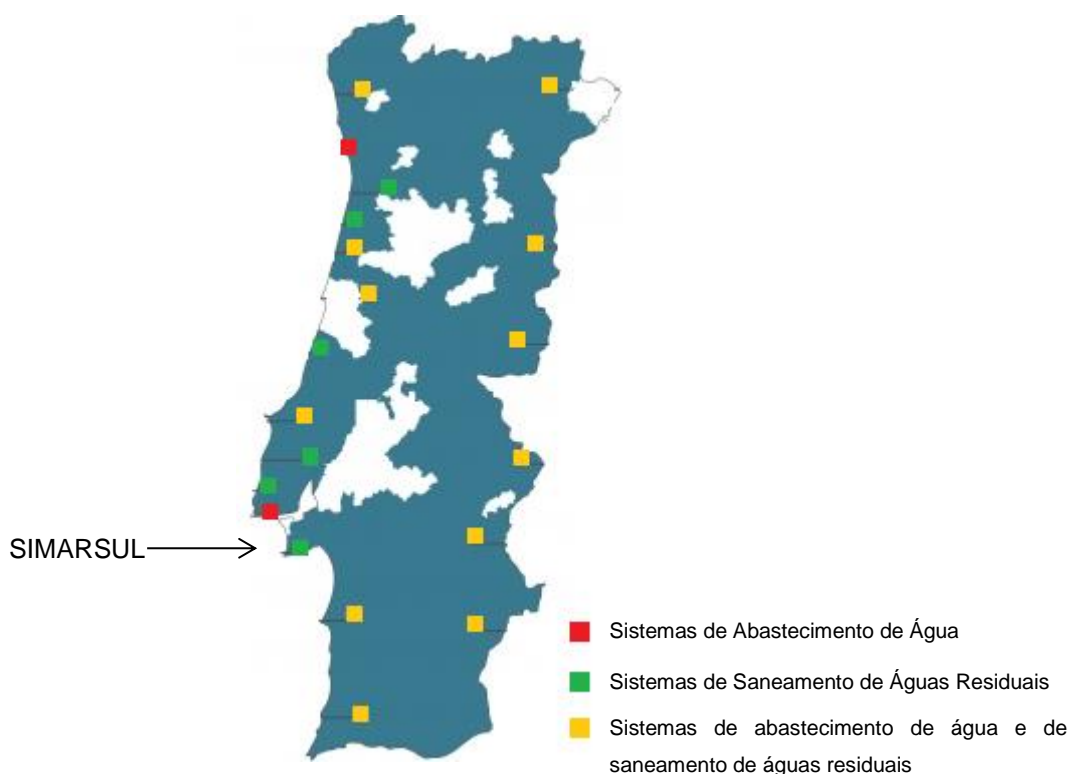 SIMARSUL
Sistemas de Abastecimento de Água
Sistemas de Saneamento de Águas Residuais
Sistemas de abastecimento de água e de
saneamento de águas residuais